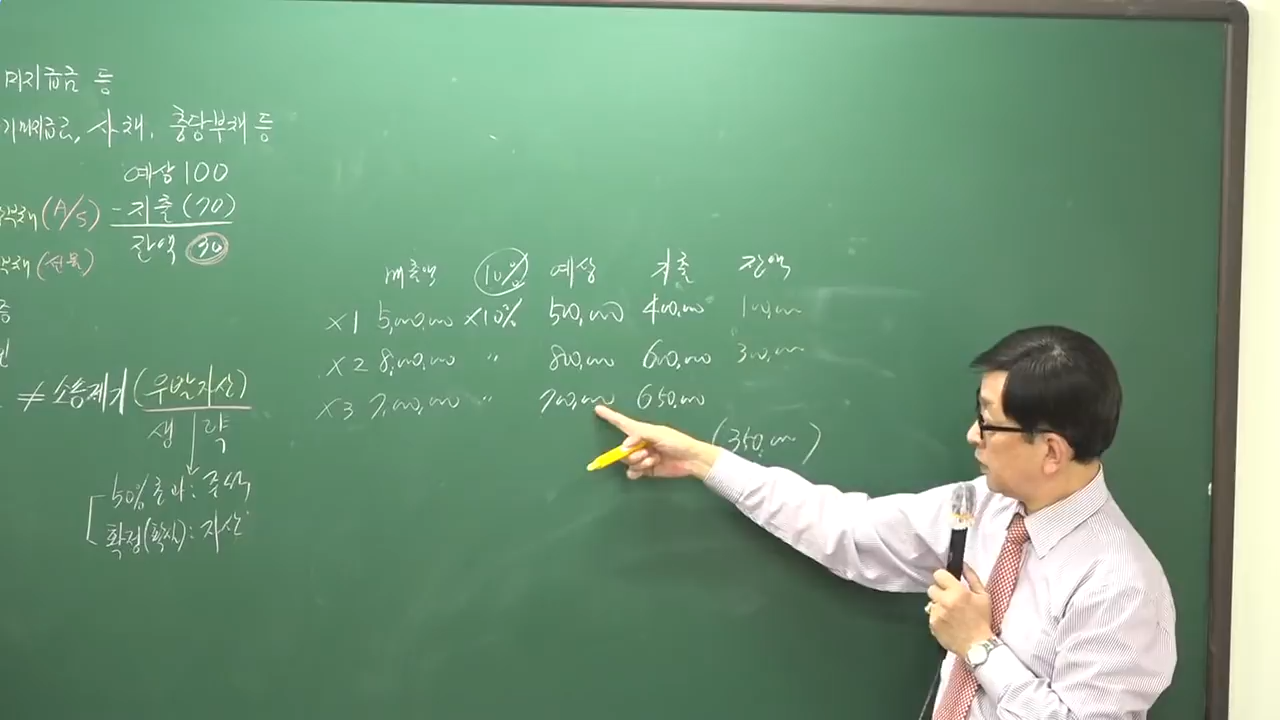 미지급금 등
사채, 충당부채 등
예상 100
(A/S) - 지출 (70)
잔액 30
매출액 10% 예상 지출 잔액
×1 5,000,000 ×10% 500,000 400,000 100,000
×2 8,000,000 〃 800,000 600,000 300,000
≠ 소송제기 (우발자산)
×3 7,000,000 〃 700,000 650,000
생 략
(350,000)
50% 초과: 주석
확정(확실): 자산